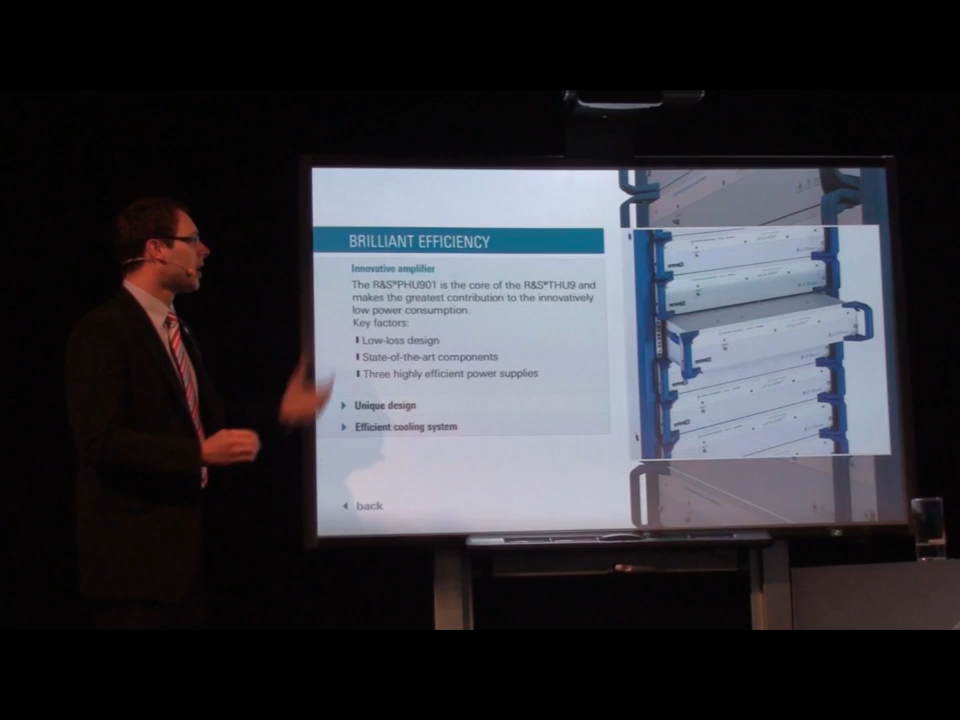 BRILLIANT EFFICIENCY
Innovative amplifier
The R&S®PHU901 is the core of the R&S®THU9 and
makes the greatest contribution to the innovatively
low power consumption.
Key factors:
Low-loss design
State-of-the-art components
Three highly efficient power supplies
Unique design
Efficient cooling system
back